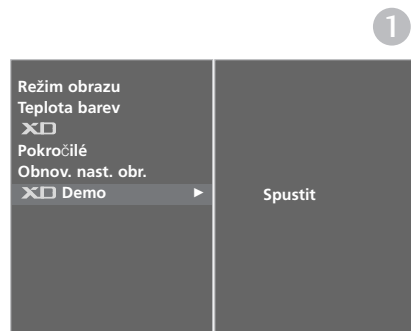 1
Režim obrazu
Teplota barev
XD
Pokročilé
Obnov. nast. obr.
XD Demo ►
Spustit